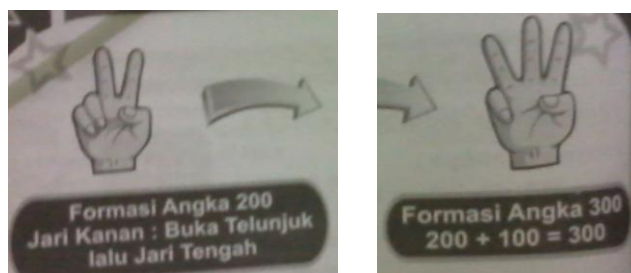 Formasi Angka 200
Jari Kanan : Buka Telunjuk
lalu Jari Tengah
Formasi Angka 300
200 + 100 = 300